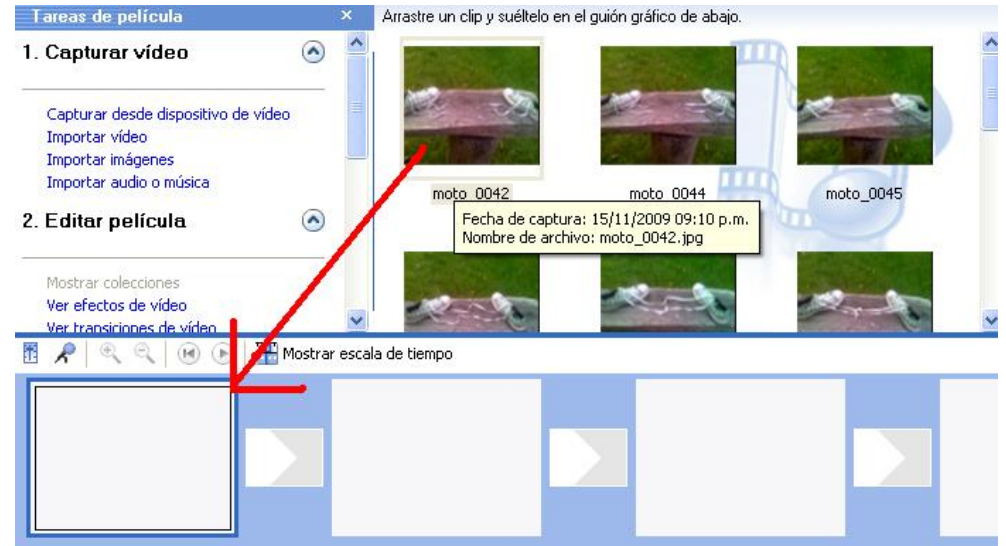 Tareas de película
Arrastre un clip y suéltelo en el guión gráfico de abajo.
1. Capturar vídeo
Capturar desde dispositivo de vídeo
Importar vídeo
Importar imágenes
Importar audio o música
2. Editar película
Mostrar colecciones
Ver efectos de vídeo
Ver transiciones de vídeo
moto_0042
moto_0044
moto_0045
Fecha de captura: 15/11/2009 09:10 p.m.
Nombre de archivo: moto_0042.jpg
Mostrar escala de tiempo